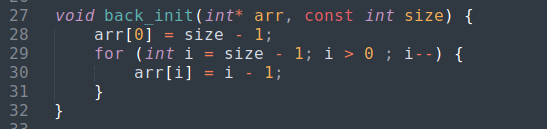 27 void back_init(int* arr, const int size) {
28 arr[0] = size - 1;
29 for (int i = size - 1; i > 0 ; i--) {
30 arr[i] = i - 1;
31 }
32 }